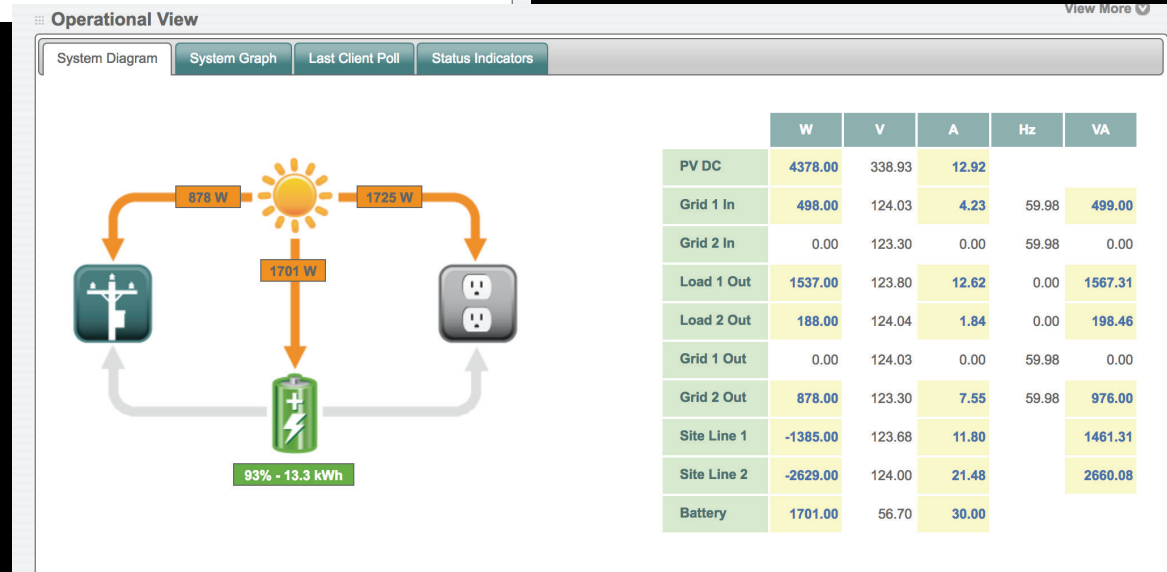 View More
Operational View
System Diagram System Graph Last Client Poll Status Indicators
878 W
1725 W
1701 W
93% - 13.3 kWh
W V A Hz VA
PV DC 4378.00 338.93 12.92
Grid 1 In 498.00 124.03 4.23 59.98 499.00
Grid 2 In 0.00 123.30 0.00 59.98 0.00
Load 1 Out 1537.00 123.80 12.62 0.00 1567.31
Load 2 Out 188.00 124.04 1.84 0.00 198.46
Grid 1 Out 0.00 124.03 0.00 59.98 0.00
Grid 2 Out 878.00 123.30 7.55 59.98 976.00
Site Line 1 -1385.00 123.68 11.80 1461.31
Site Line 2 -2629.00 124.00 21.48 2660.08
Battery 1701.00 56.70 30.00